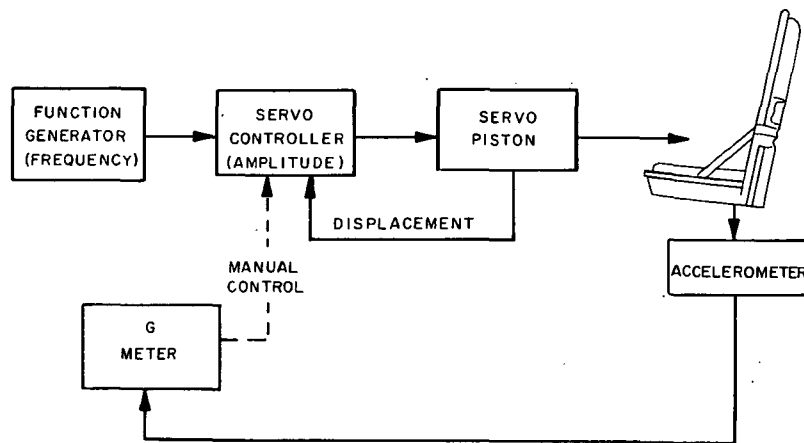 FUNCTION
GENERATOR
(FREQUENCY)
SERVO
CONTROLLER
(AMPLITUDE)
SERVO
PISTON
DISPLACEMENT
MANUAL
CONTROL
ACCELEROMETER
G
METER